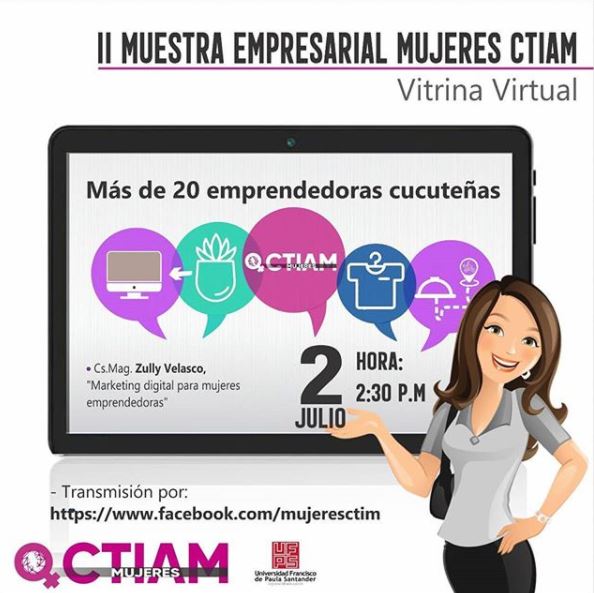 II MUESTRA EMPRESARIAL MUJERES CTIAM
Vitrina Virtual
Más de 20 emprendedoras cucuteñas
CTIAM
MUJERES
• Cs.Mag. Zully Velasco,
"Marketing digital para mujeres
emprendedoras"
2
JULIO
HORA:
2:30 P.M
- Transmisión por:
https://www.facebook.com/mujeresctim
CTIAM
MUJERES
UFPS
Universidad Francisco
de Paula Santander